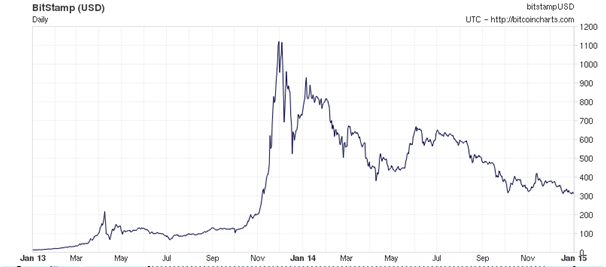 BitStamp (USD)
bitstampUSD
Daily
UTC - http://bitcoincharts.com
1200
1100
1000
900
800
700
600
500
400
300
200
100
0
Jan 13
Mar
May
Jul
Sep
Nov
Jan 14
Mar
May
Jul
Sep
Nov
Jan 15